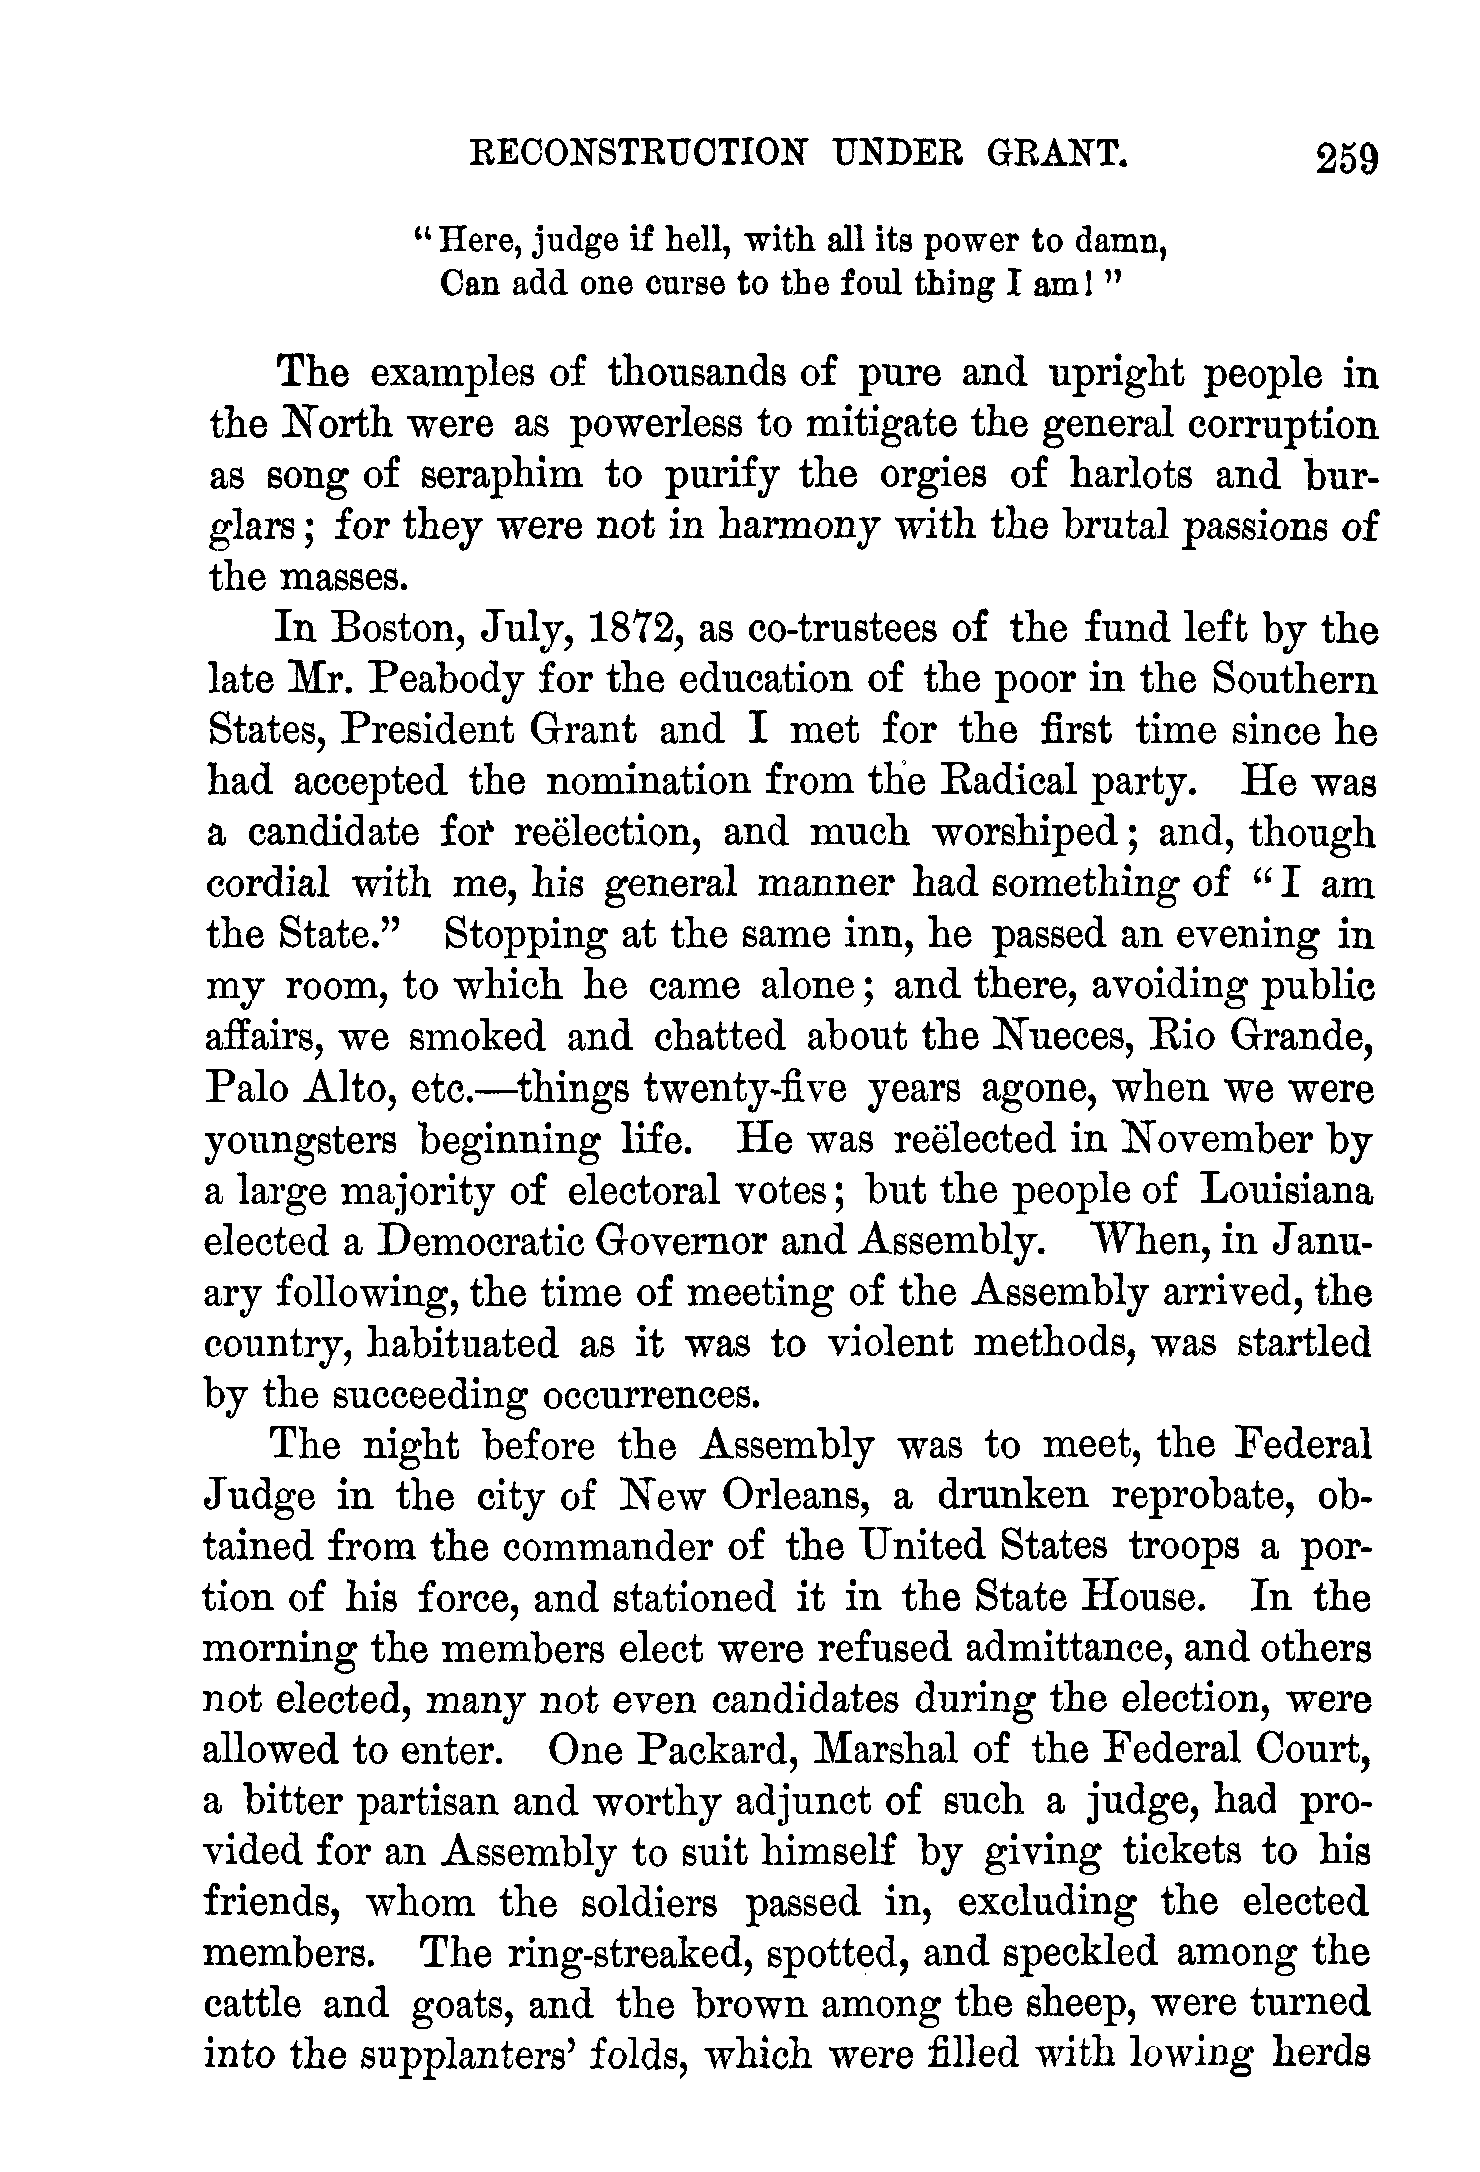 RECONSTRUCTION UNDER GRANT. 259
“Here, judge if hell, with all its power to damn,
Can add one curse to the foul thing I am!”
The examples of thousands of pure and upright people in
the North were as powerless to mitigate the general corruption
as song of seraphim to purify the orgies of harlots and bur-
glars; for they were not in harmony with the brutal passions of
the masses.
In Boston, July, 1872, as co-trustees of the fund left by the
late Mr. Peabody for the education of the poor in the Southern
States, President Grant and I met for the first time since he
had accepted the nomination from the Radical party. He was
a candidate for reëlection, and much worshiped; and, though
cordial with me, his general manner had something of “I am
the State.” Stopping at the same inn, he passed an evening in
my room, to which he came alone; and there, avoiding public
affairs, we smoked and chatted about the Nueces, Rio Grande,
Palo Alto, etc.—things twenty-five years agone, when we were
youngsters beginning life. He was reëlected in November by
a large majority of electoral votes; but the people of Louisiana
elected a Democratic Governor and Assembly. When, in Janu-
ary following, the time of meeting of the Assembly arrived, the
country, habituated as it was to violent methods, was startled
by the succeeding occurrences.
The night before the Assembly was to meet, the Federal
Judge in the city of New Orleans, a drunken reprobate, ob-
tained from the commander of the United States troops a por-
tion of his force, and stationed it in the State House. In the
morning the members elect were refused admittance, and others
not elected, many not even candidates during the election, were
allowed to enter. One Packard, Marshal of the Federal Court,
a bitter partisan and worthy adjunct of such a judge, had pro-
vided for an Assembly to suit himself by giving tickets to his
friends, whom the soldiers passed in, excluding the elected
members. The ring-streaked, spotted, and speckled among the
cattle and goats, and the brown among the sheep, were turned
into the supplanters’ folds, which were filled with lowing herds